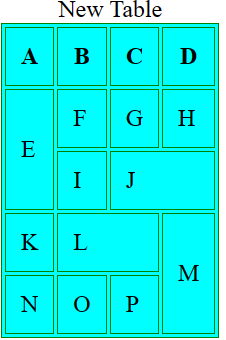 New Table
A B C D
E F G H
I J
K L M
N O P